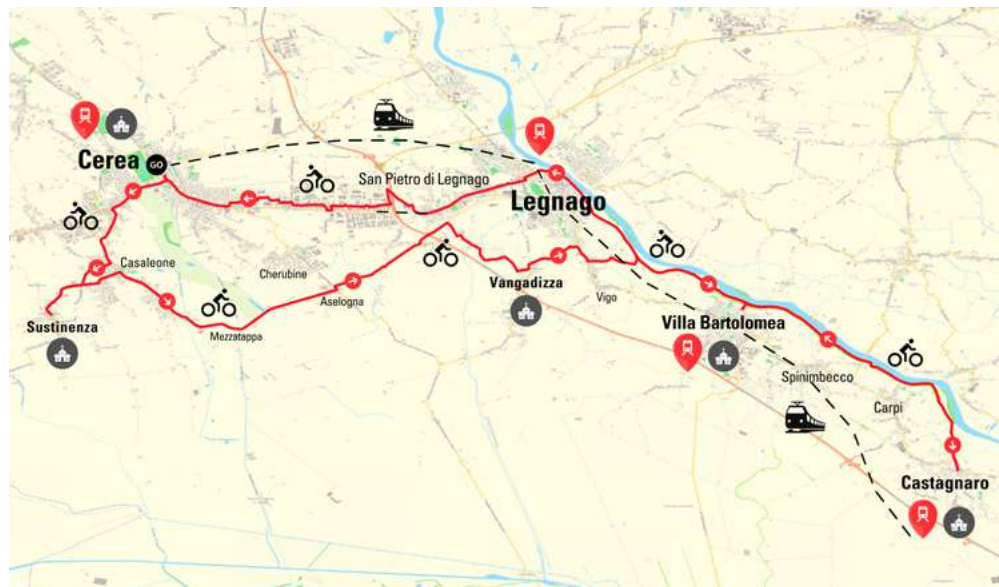 Cerea
GO
San Pietro di Legnago
Legnago
Casaleone
Cherubine
Aselogna
Vangadizza
Vigo
Sustinenza
Mezzatappa
Villa Bartolomea
Spinimbecco
Carpi
Castagnaro